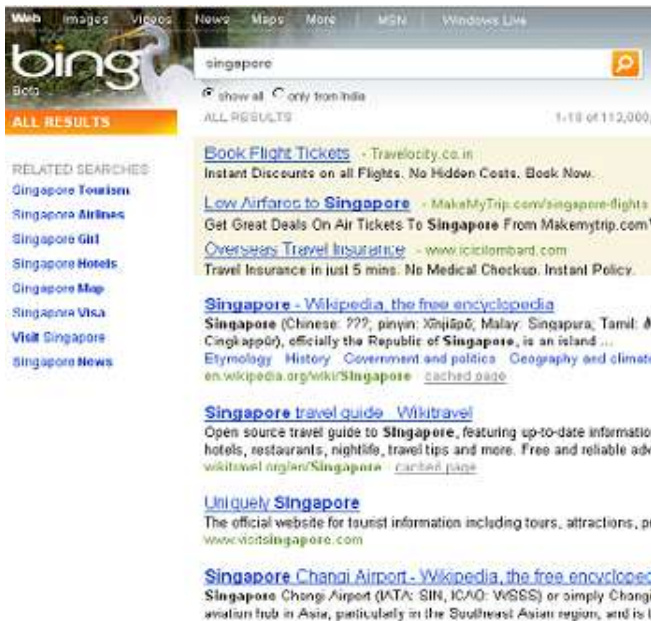 Web Images Videos News Maps More MSN Windows Live
bing
Beta
singapore
show all only from India
ALL RESULTS
ALL RESULTS 1-10 of 112,000,
RELATED SEARCHES
Singapore Tourism
Singapore Airlines
Singapore Girl
Singapore Hotels
Singapore Map
Singapore Visa
Visit Singapore
Singapore News
Book Flight Tickets - Travelocity.co.in
Instant Discounts on all Flights. No Hidden Costs. Book Now.
Low Airfares to Singapore - MakeMyTrip.com/singapore-flights
Get Great Deals On Air Tickets To Singapore From Makemytrip.com
Overseas Travel Insurance - www.icicilombard.com
Travel Insurance in just 5 mins. No Medical Checkup. Instant Policy.
Singapore - Wikipedia, the free encyclopedia
Singapore (Chinese: ???; pinyin: Xīnjiāpō; Malay: Singapura; Tamil:
Cingkappūr), officially the Republic of Singapore, is an island ...
Etymology History Government and politics Geography and climate
en.wikipedia.org/wiki/Singapore cached page
Singapore travel guide - Wikitravel
Open source travel guide to Singapore, featuring up-to-date informatio
hotels, restaurants, nightlife, travel tips and more. Free and reliable adv
wikitravel.org/en/Singapore cached page
Uniquely Singapore
The official website for tourist information including tours, attractions, p
www.visitsingapore.com
Singapore Changi Airport - Wikipedia, the free encycloped
Singapore Changi Airport (IATA: SIN, ICAO: WSSS) or simply Changi
aviation hub in Asia, particularly in the Southeast Asian region, and is t